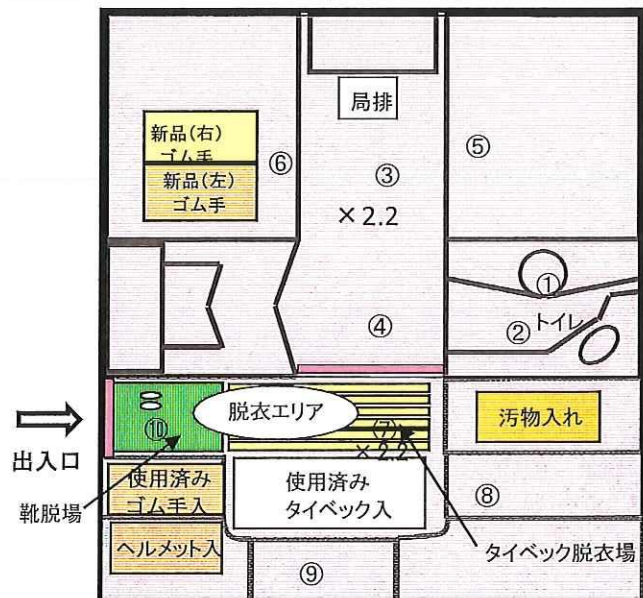 局排
新品(右)
ゴム手
新品(左)
ゴム手
⑥
③
⑤
×2.2
①
④
②
トイレ
出入口
⑩
脱衣エリア
⑦
×2.2
汚物入れ
靴脱場
使用済み
ゴム手入
使用済み
タイベック入
⑧
ヘルメット入
⑨
タイベック脱衣場